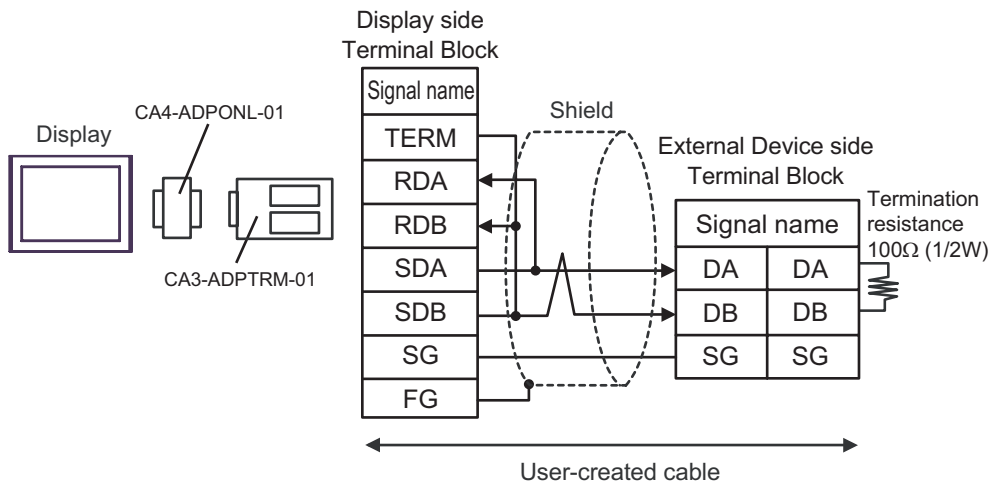 Display side
Terminal Block
Signal name
TERM
RDA
RDB
SDA
SDB
SG
FG
Display
CA4-ADPONL-01
CA3-ADPTRM-01
Shield
External Device side
Terminal Block
Signal name
DA DA
DB DB
SG SG
Termination
resistance
100Ω (1/2W)
User-created cable